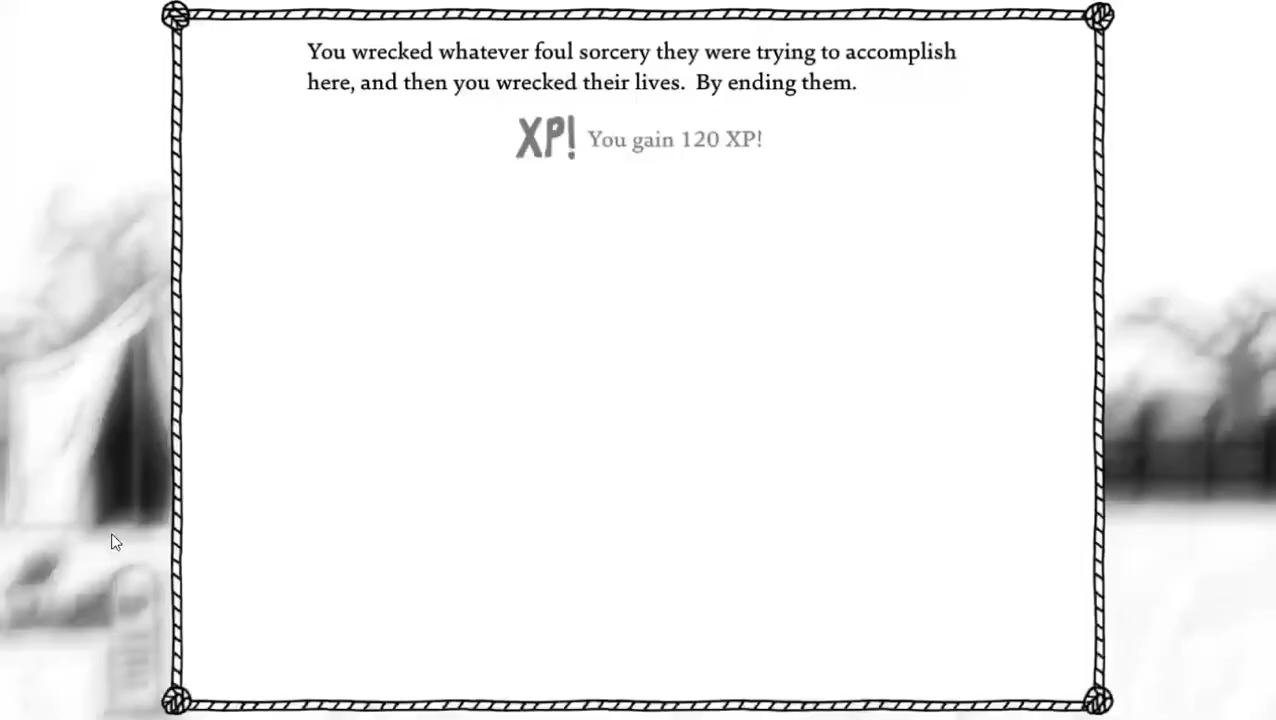 You wrecked whatever foul sorcery they were trying to accomplish
here, and then you wrecked their lives.  By ending them.
XP! You gain 120 XP!